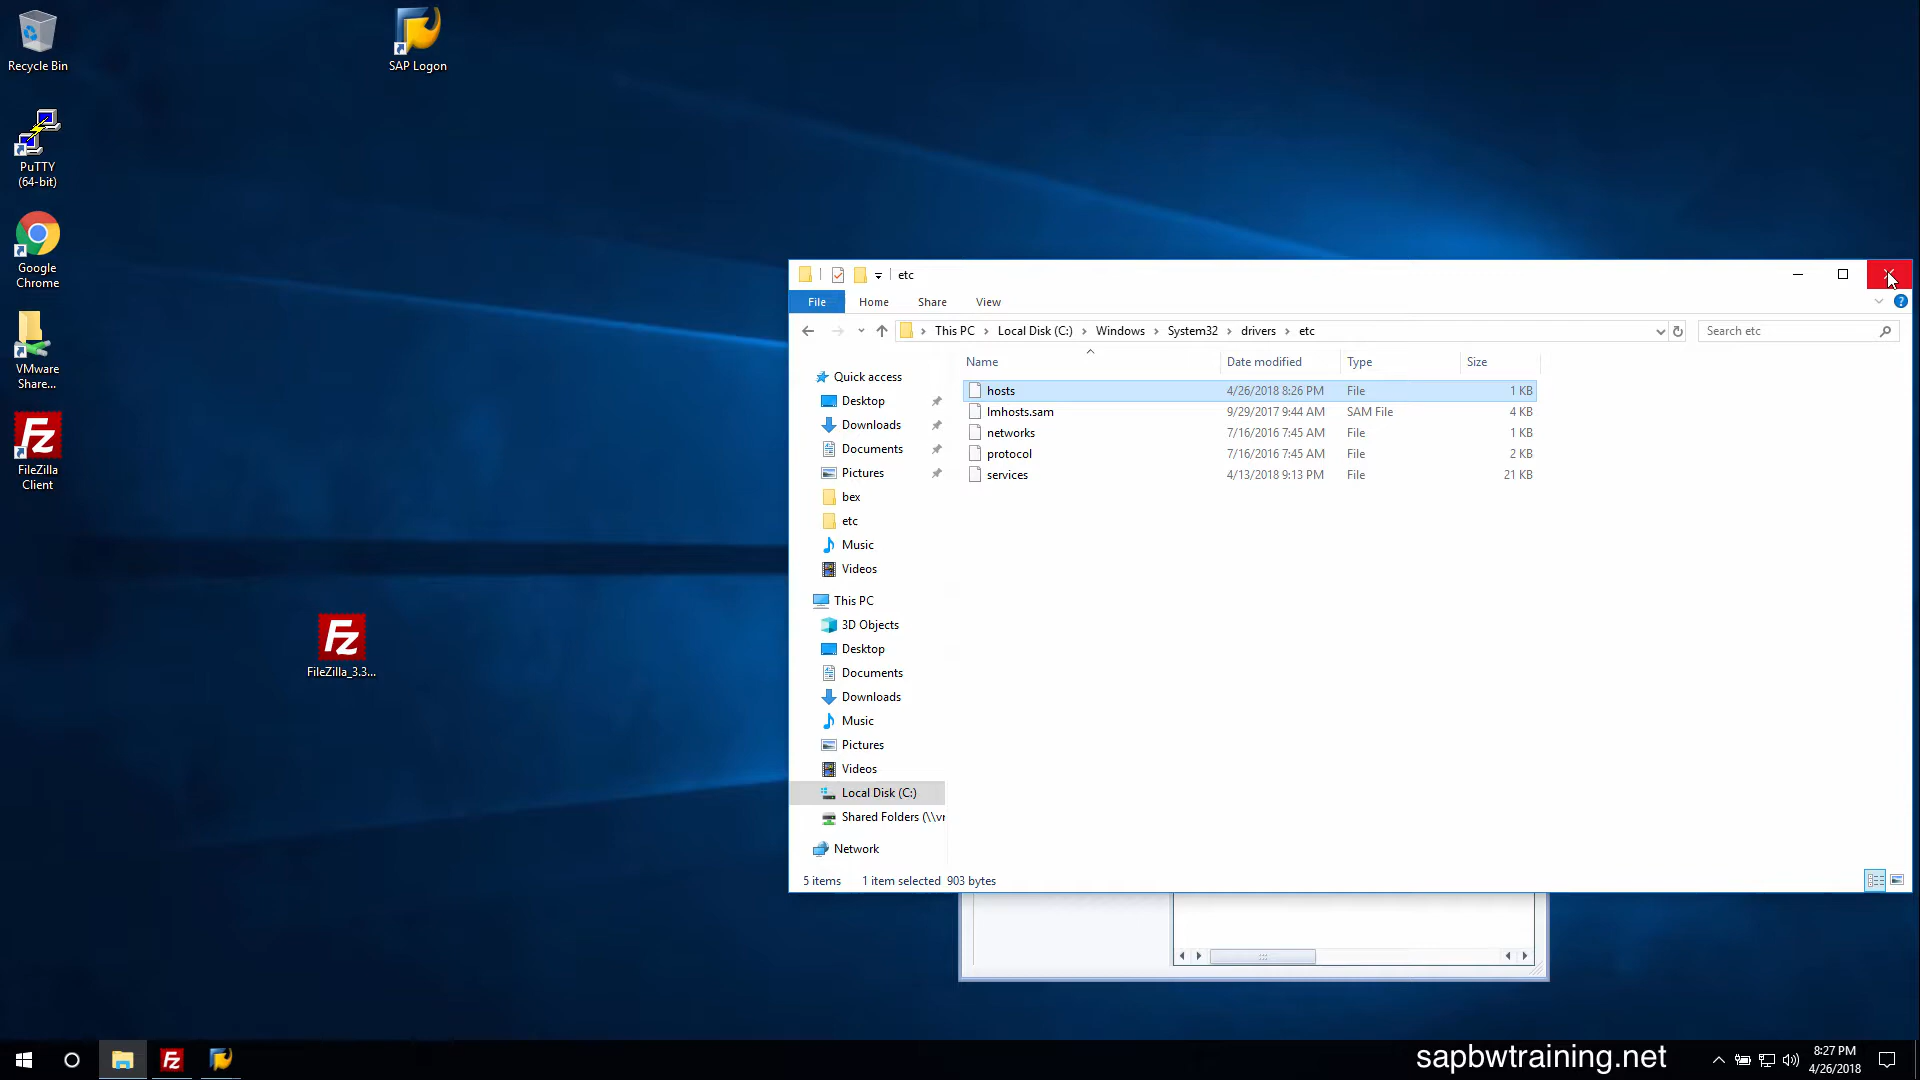 Recycle Bin
SAP Logon
PuTTY
(64-bit)
Google
Chrome
VMware
Share...
FileZilla
Client
FileZilla_3.3...
etc
File Home Share View
This PC Local Disk (C:) Windows System32 drivers etc
Search etc
Name Date modified Type Size
hosts 4/26/2018 8:26 PM File 1 KB
lmhosts.sam 9/29/2017 9:44 AM SAM File 4 KB
networks 7/16/2016 7:45 AM File 1 KB
protocol 7/16/2016 7:45 AM File 2 KB
services 4/13/2018 9:13 PM File 21 KB
Quick access
Desktop
Downloads
Documents
Pictures
bex
etc
Music
Videos
This PC
3D Objects
Desktop
Documents
Downloads
Music
Pictures
Videos
Local Disk (C:)
Shared Folders (\\vr
Network
5 items 1 item selected 903 bytes
sapbwtraining.net
8:27 PM
4/26/2018